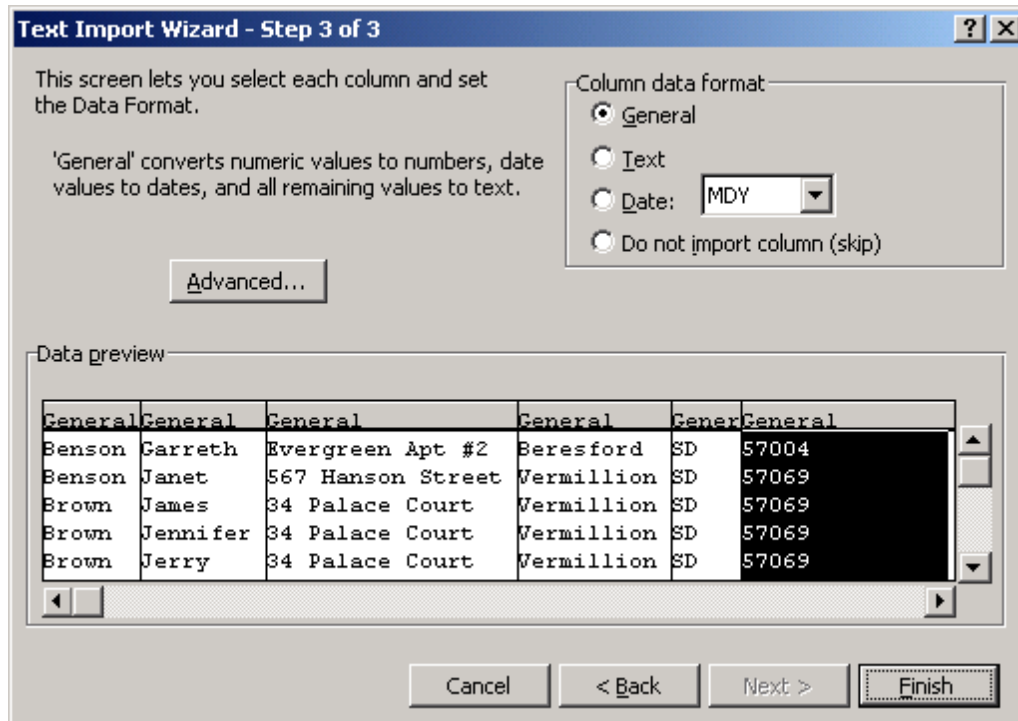 Text Import Wizard - Step 3 of 3
This screen lets you select each column and set
the Data Format.
'General' converts numeric values to numbers, date
values to dates, and all remaining values to text.
Advanced...
Column data format
General
Text
Date: MDY
Do not import column (skip)
Data preview
General General General General Gener General
Benson Garreth Evergreen Apt #2 Beresford SD 57004
Benson Janet 567 Hanson Street Vermillion SD 57069
Brown James 34 Palace Court Vermillion SD 57069
Brown Jennifer 34 Palace Court Vermillion SD 57069
Brown Jerry 34 Palace Court Vermillion SD 57069
Cancel < Back Next > Finish